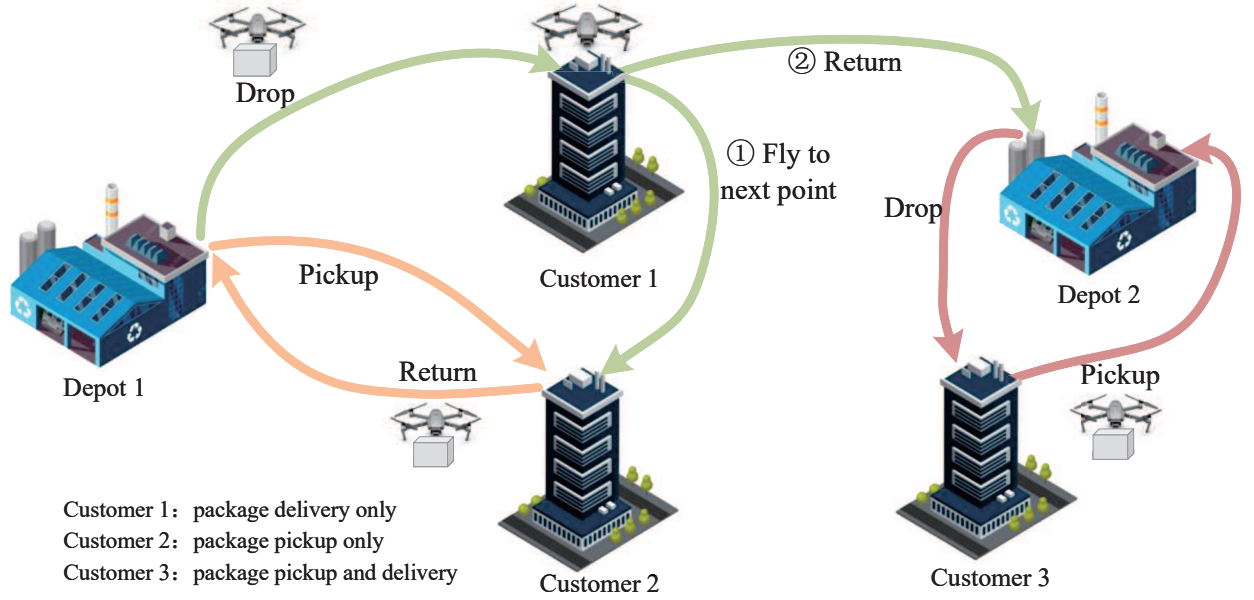 Drop
② Return
① Fly to
next point
Drop
Pickup
Customer 1
Depot 2
Depot 1
Return
Pickup
Customer 1: package delivery only
Customer 2: package pickup only
Customer 3: package pickup and delivery
Customer 2
Customer 3